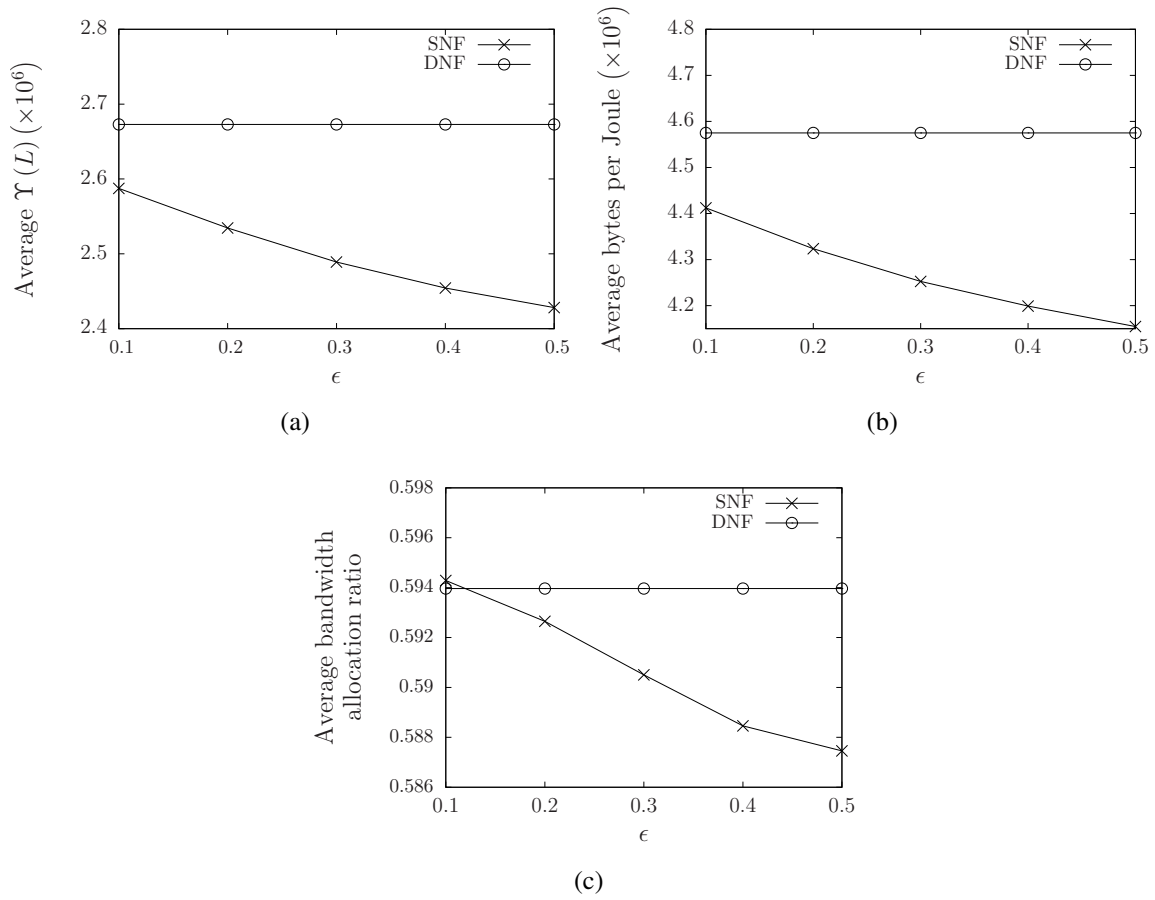 Average ϒ (L) (×10⁶)
2.8
2.7
2.6
2.5
2.4
0.1 0.2 0.3 0.4 0.5
ϵ
SNF
DNF
(a)
Average bytes per Joule (×10⁶)
4.8
4.7
4.6
4.5
4.4
4.3
4.2
0.1 0.2 0.3 0.4 0.5
ϵ
SNF
DNF
(b)
Average bandwidth
allocation ratio
0.598
0.596
0.594
0.592
0.59
0.588
0.586
0.1 0.2 0.3 0.4 0.5
ϵ
SNF
DNF
(c)